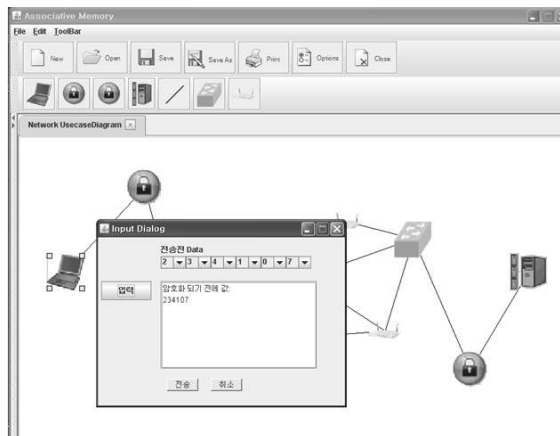 Associative Memory
File Edit ToolBar
New Open Save Save As Print Options Close
Network UsecaseDiagram
Input Dialog
전송전 Data
2 3 4 1 0 7
입력
암호화 되기 전에 값:
234107
전송 취소